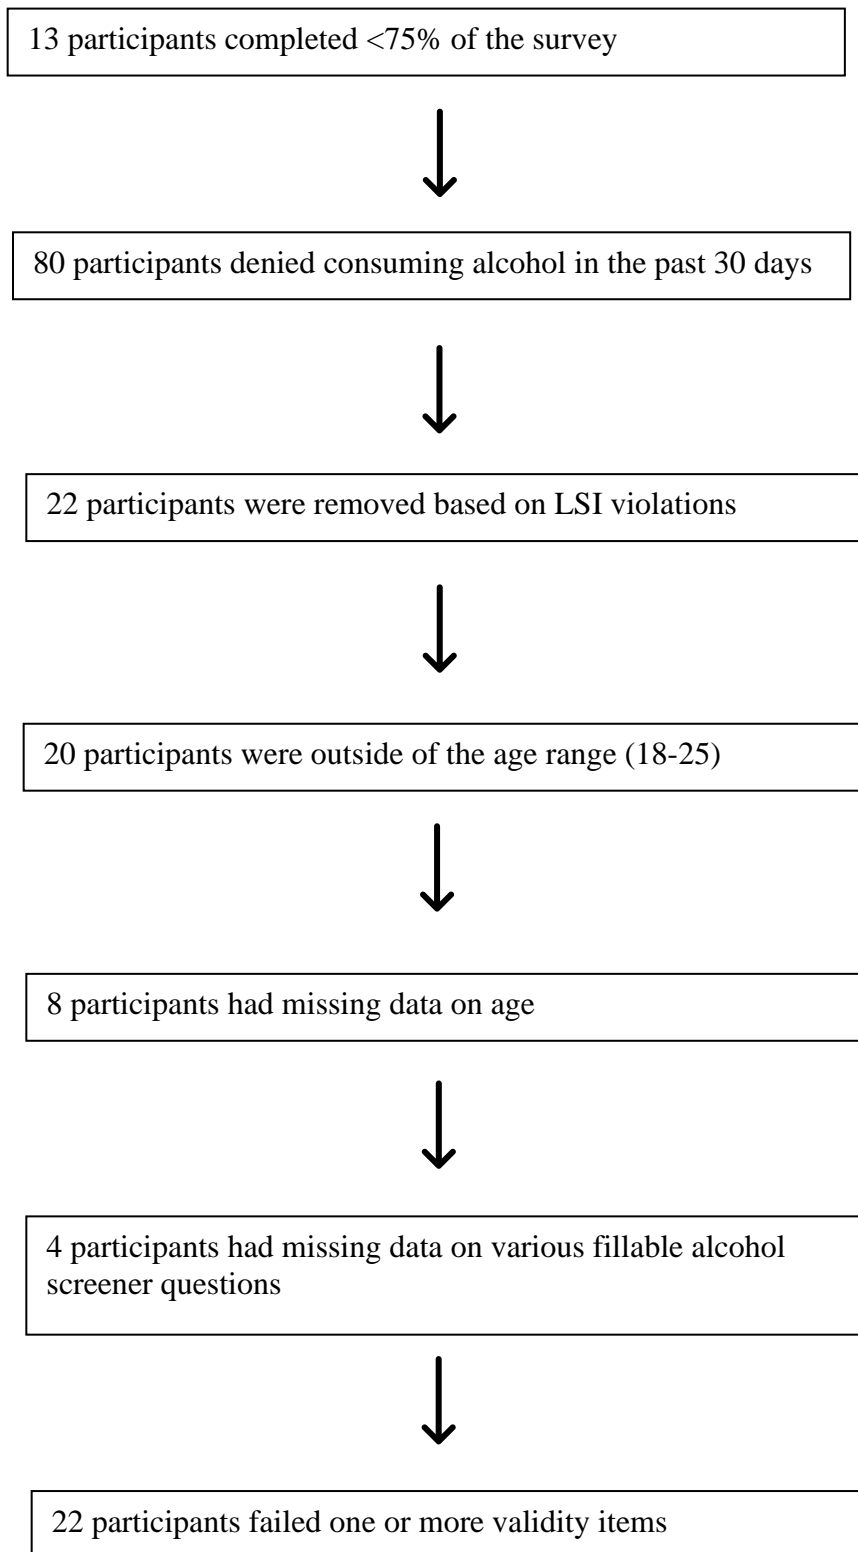 13 participants completed <75% of the survey
80 participants denied consuming alcohol in the past 30 days
22 participants were removed based on LSI violations
20 participants were outside of the age range (18-25)
8 participants had missing data on age
4 participants had missing data on various fillable alcohol
screener questions
22 participants failed one or more validity items